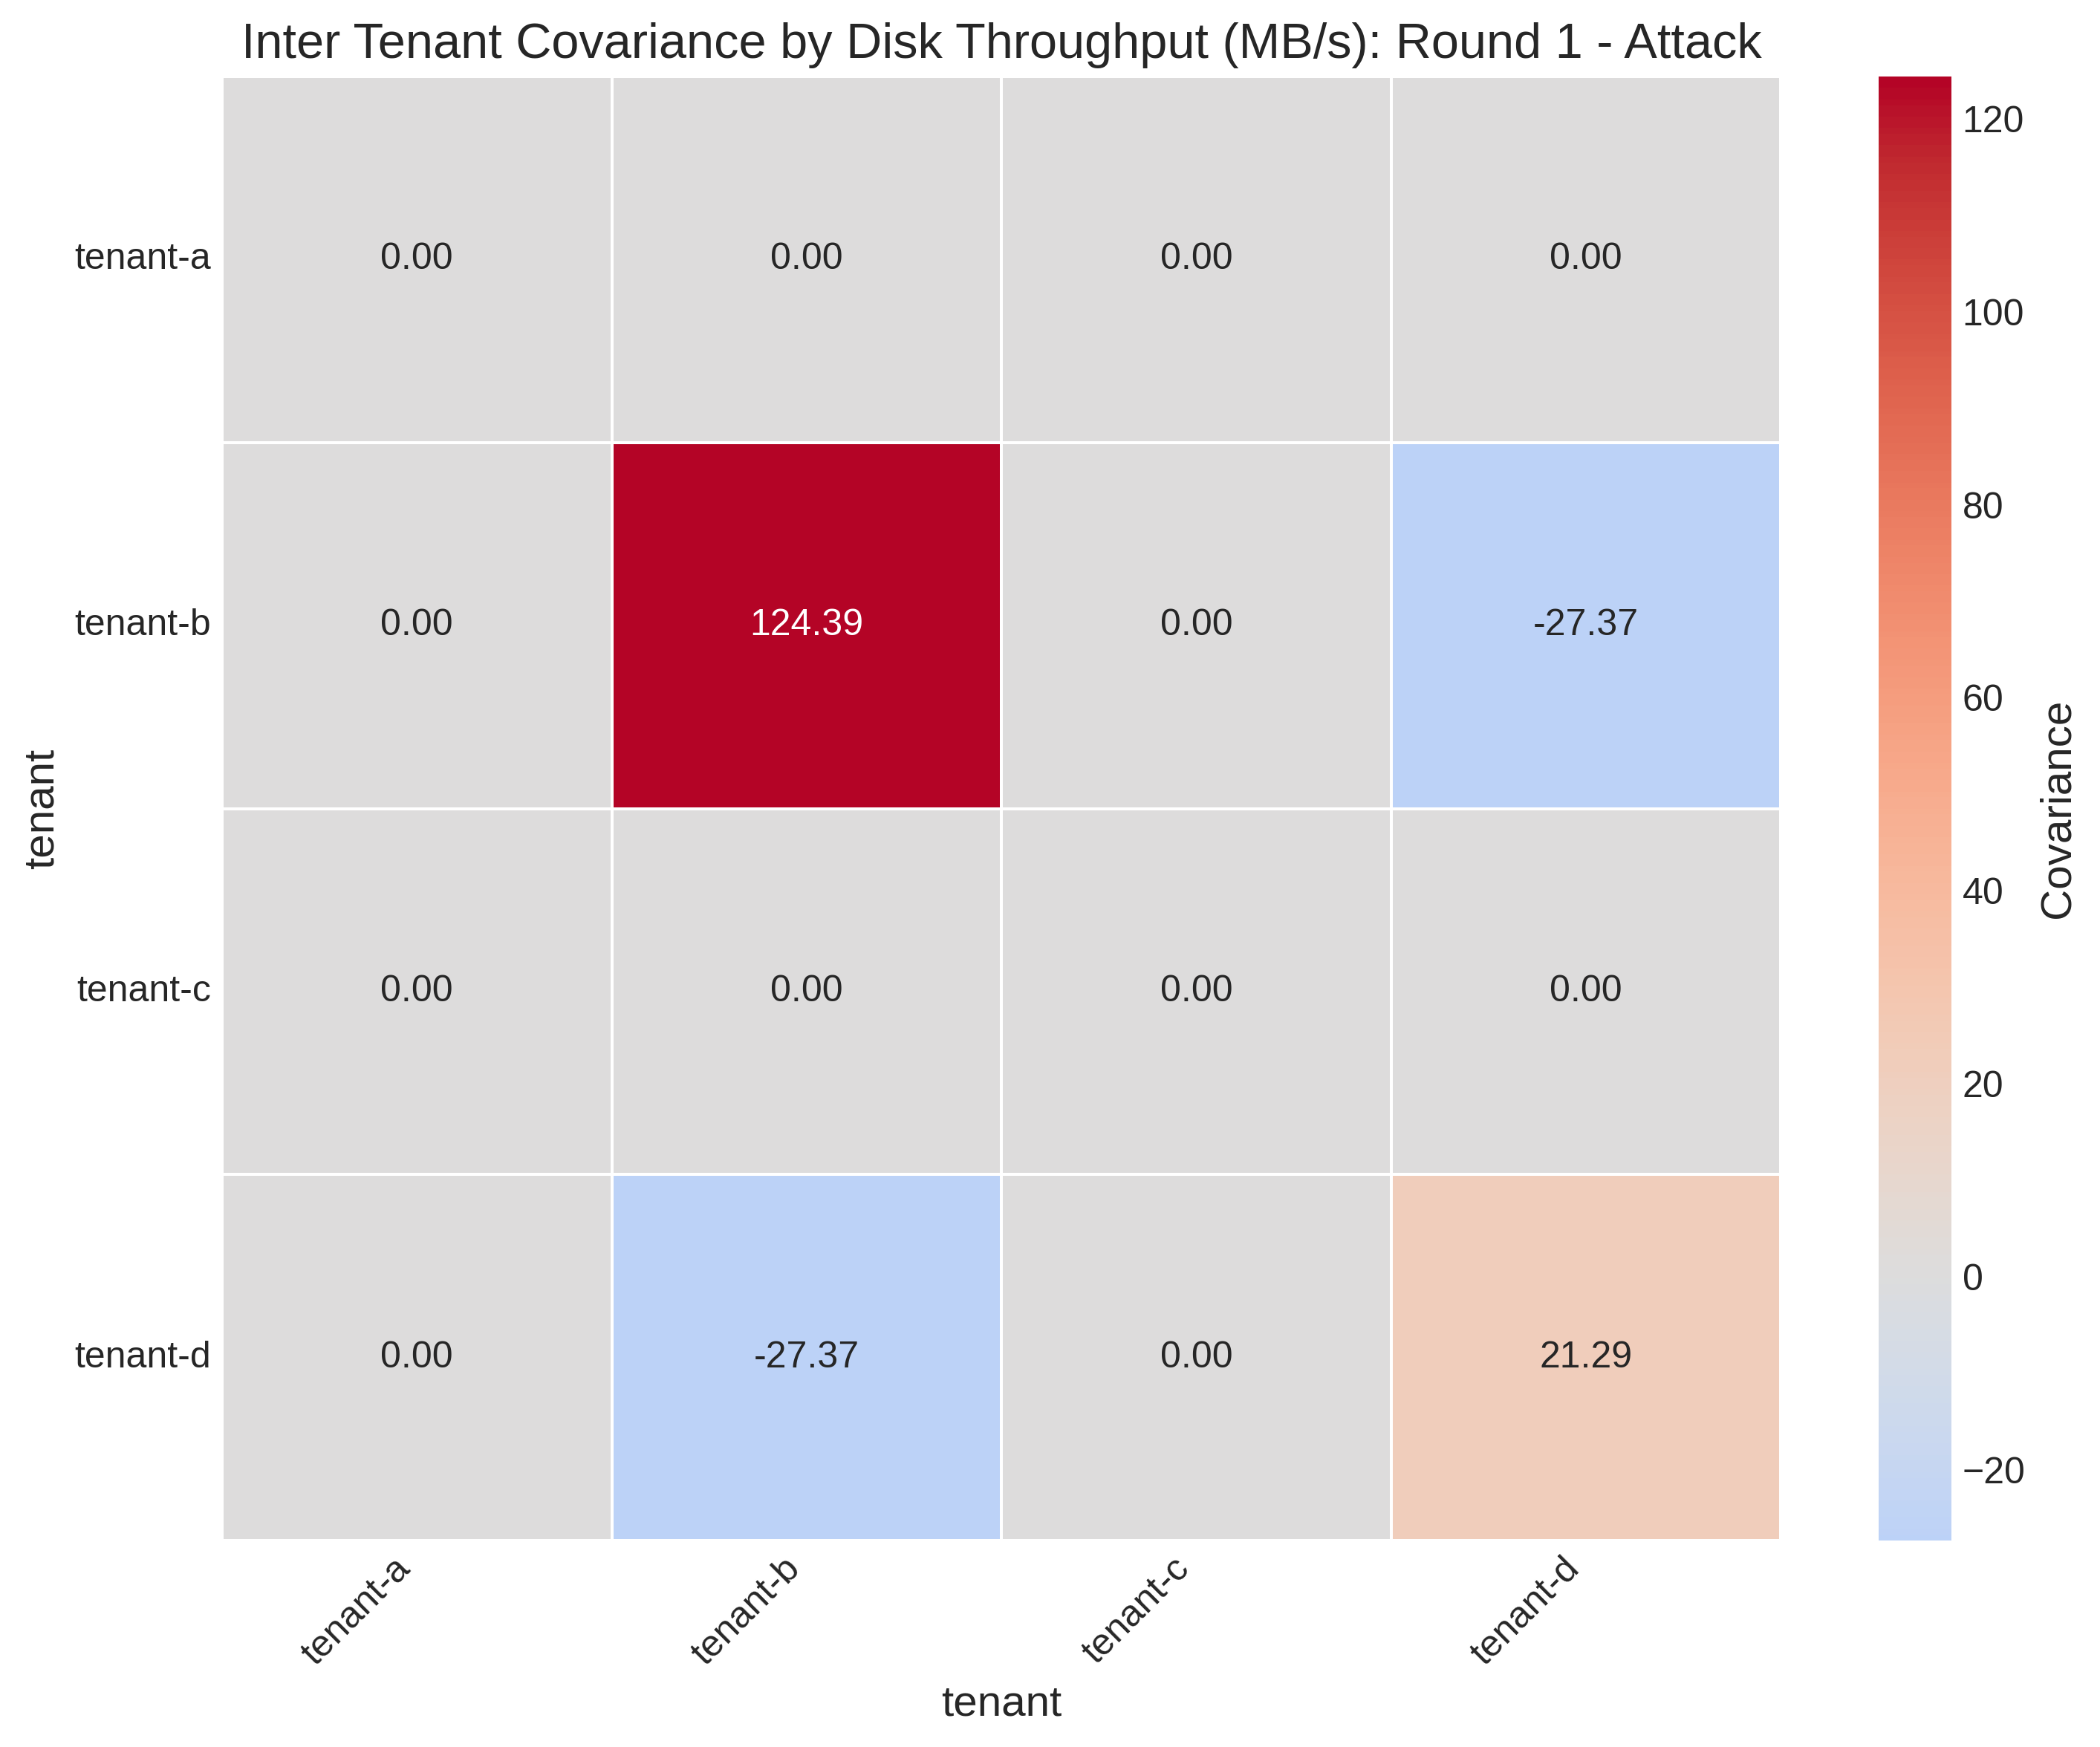 Inter Tenant Covariance by Disk Throughput (MB/s): Round 1 - Attack
tenant-a 0.00 0.00 0.00 0.00
tenant-b 0.00 124.39 0.00 -27.37
tenant-c 0.00 0.00 0.00 0.00
tenant-d 0.00 -27.37 0.00 21.29
tenant-a tenant-b tenant-c tenant-d
tenant
tenant
120
100
80
60
40
20
0
−20
Covariance